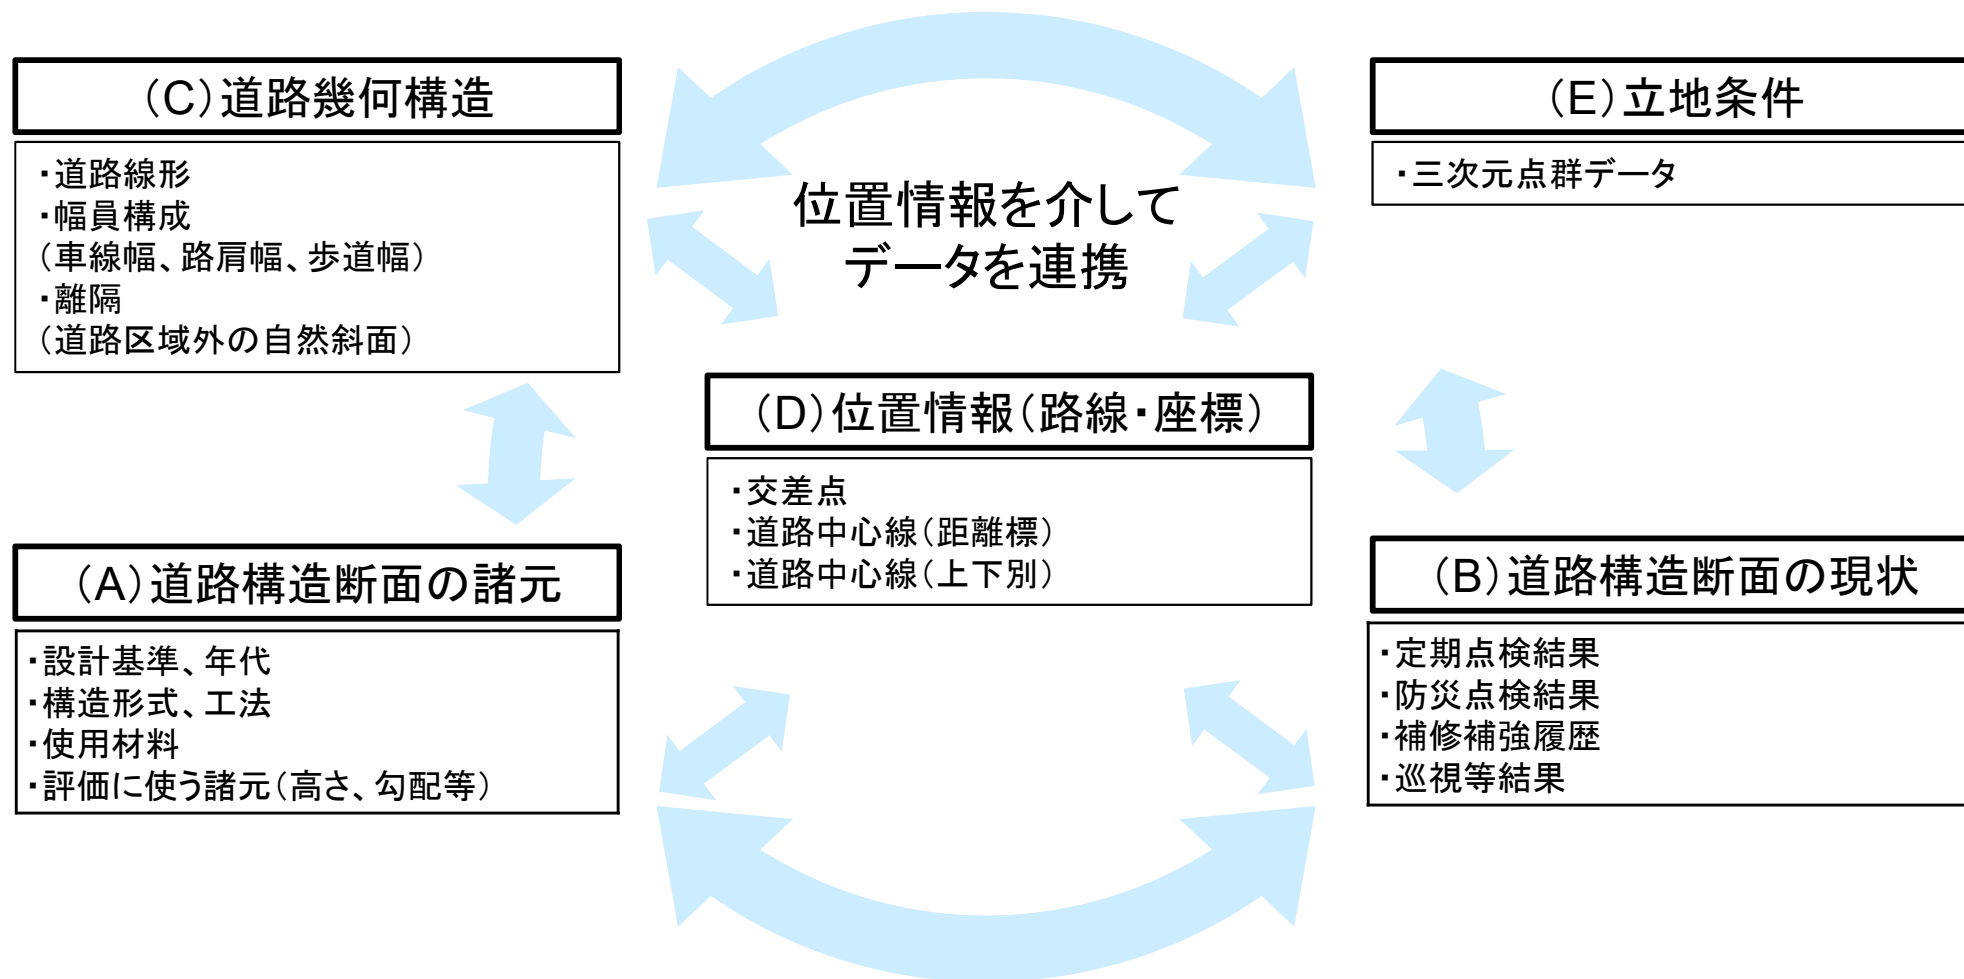 （C）道路幾何構造
・道路線形
・幅員構成
（車線幅、路肩幅、歩道幅）
・離隔
（道路区域外の自然斜面）
位置情報を介して
データを連携
（E）立地条件
・三次元点群データ
（D）位置情報（路線・座標）
・交差点
・道路中心線（距離標）
・道路中心線（上下別）
（A）道路構造断面の諸元
・設計基準、年代
・構造形式、工法
・使用材料
・評価に使う諸元（高さ、勾配等）
（B）道路構造断面の現状
・定期点検結果
・防災点検結果
・補修補強履歴
・巡視等結果